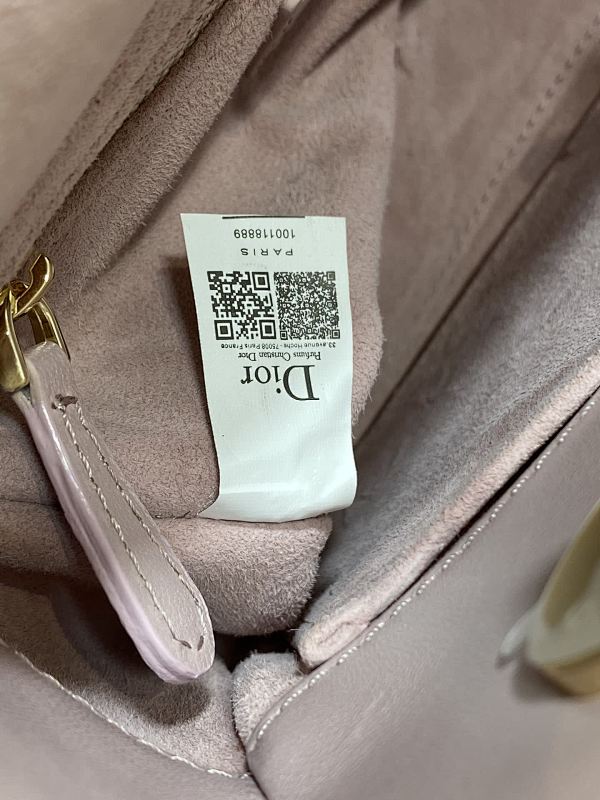 Dior
Parfums Christian Dior
33, avenue Hoche - 75008 Paris France
PARIS
100118889